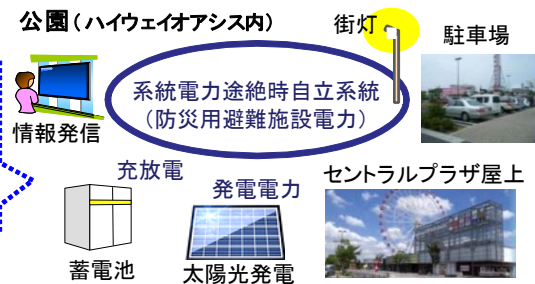 公園(ハイウェイオアシス内)
街灯
駐車場
系統電力途絶時自立系統
(防災用避難施設電力)
情報発信
充放電
発電電力
セントラルプラザ屋上
蓄電池
太陽光発電